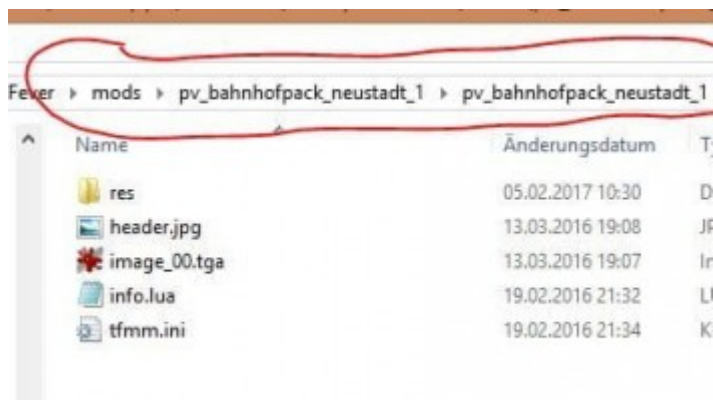 Fever ▸ mods ▸ pv_bahnhofpack_neustadt_1 ▸ pv_bahnhofpack_neustadt_1
Name Änderungsdatum
res 05.02.2017 10:30
header.jpg 13.03.2016 19:08
image_00.tga 13.03.2016 19:07
info.lua 19.02.2016 21:32
tfmm.ini 19.02.2016 21:34